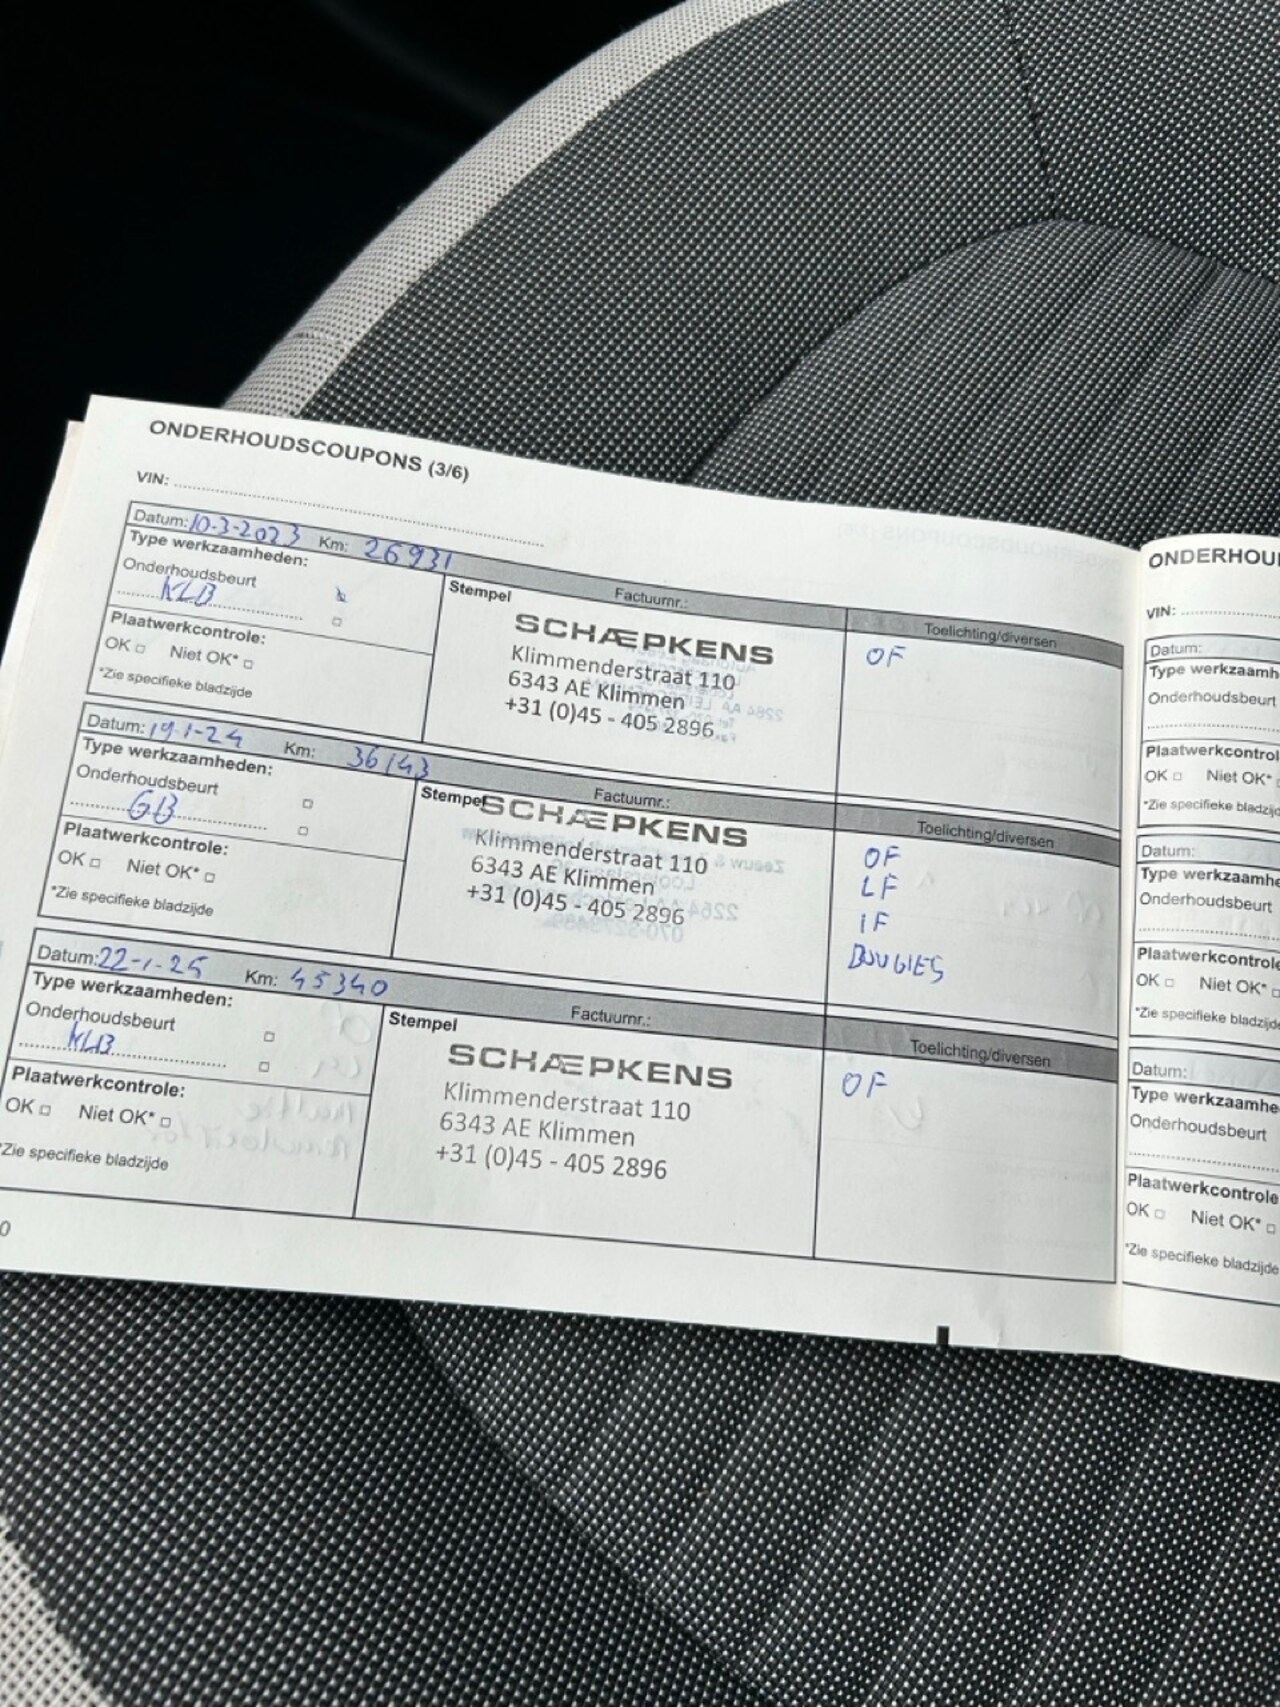 ONDERHOUDSCOUPONS (3/6)
VIN:
Datum: 10-3-2023 Km: 26931
Type werkzaamheden:
Onderhoudsbeurt
KLB
Plaatwerkcontrole:
OK Niet OK*
*Zie specifieke bladzijde
Stempel
Factuurnr.:
SCHÆPKENS
Klimmenderstraat 110
6343 AE Klimmen
+31 (0)45 - 405 2896
Toelichting/diversen
OF
Datum: 19-1-24 Km: 36143
Type werkzaamheden:
Onderhoudsbeurt
GB
Plaatwerkcontrole:
OK Niet OK*
*Zie specifieke bladzijde
Stempel
Factuurnr.:
SCHÆPKENS
Klimmenderstraat 110
6343 AE Klimmen
+31 (0)45 - 405 2896
Toelichting/diversen
OF
LF
IF
BOUGIES
Datum: 22-1-25 Km: 45340
Type werkzaamheden:
Onderhoudsbeurt
KLB
Plaatwerkcontrole:
OK Niet OK*
*Zie specifieke bladzijde
Stempel
Factuurnr.:
SCHÆPKENS
Klimmenderstraat 110
6343 AE Klimmen
+31 (0)45 - 405 2896
Toelichting/diversen
OF
0
ONDERHOU
VIN:
Datum:
Type werkzaamh
Onderhoudsbeurt
Plaatwerkcontrol
OK Niet OK*
*Zie specifieke bladzijd
Datum:
Type werkzaamhe
Onderhoudsbeurt
Plaatwerkcontrole
OK Niet OK*
*Zie specifieke bladzijde
Datum:
Type werkzaamhe
Onderhoudsbeurt
Plaatwerkcontrole
OK Niet OK*
*Zie specifieke bladzijde